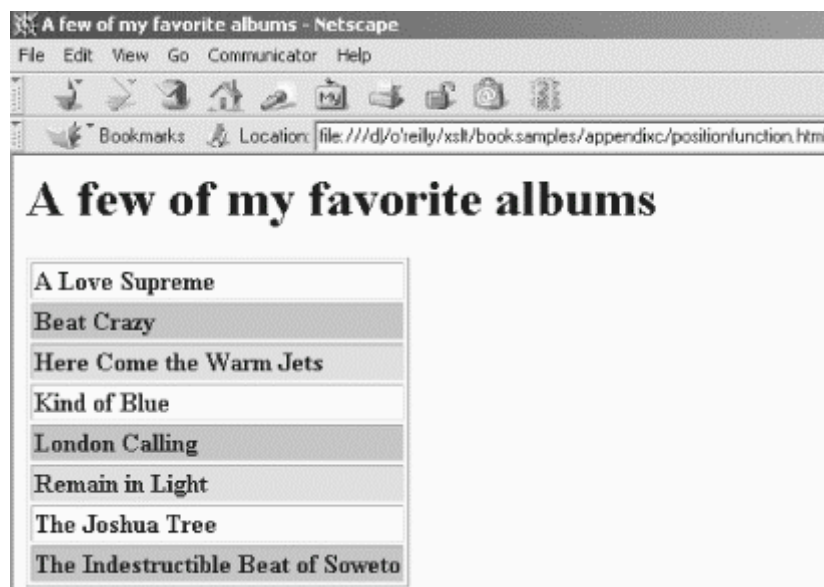 A few of my favorite albums - Netscape
File Edit View Go Communicator Help
My
Bookmarks Location: file:///d|/o'reilly/xslt/booksamples/appendixc/positionfunction.htm
A few of my favorite albums
A Love Supreme
Beat Crazy
Here Come the Warm Jets
Kind of Blue
London Calling
Remain in Light
The Joshua Tree
The Indestructible Beat of Soweto